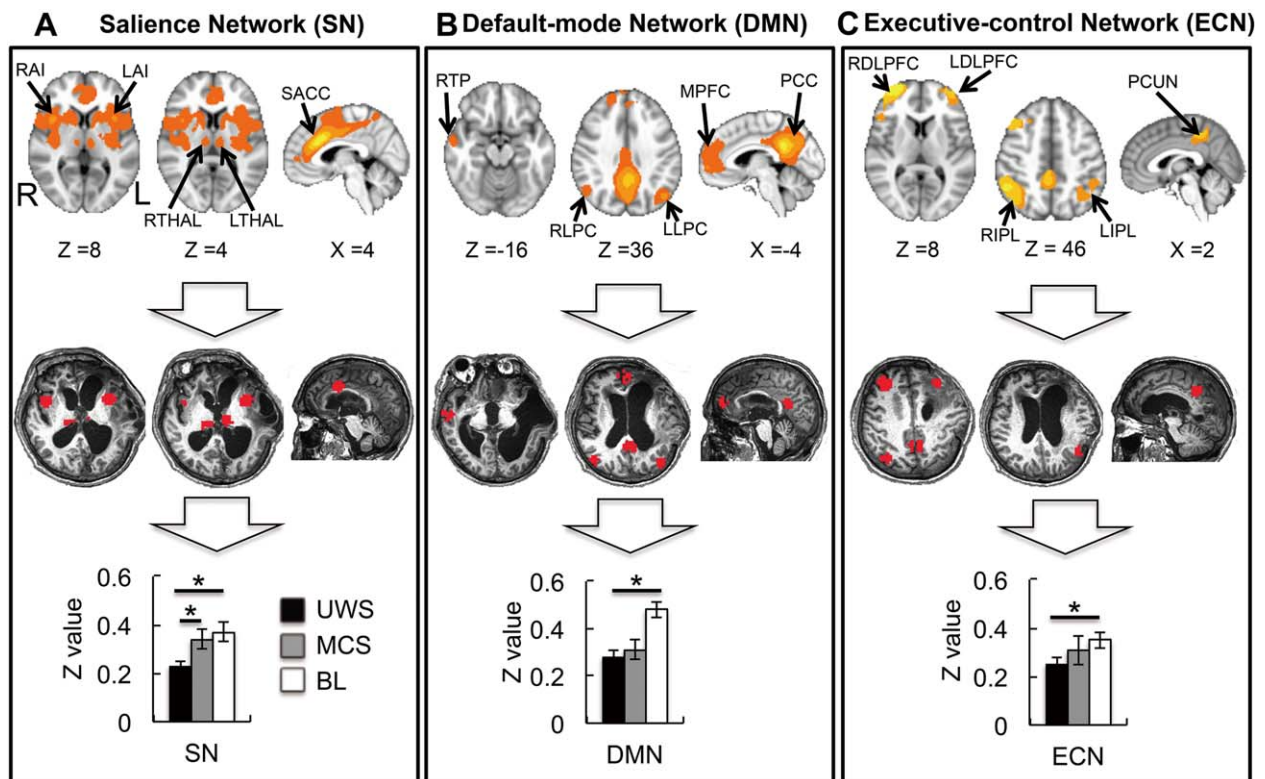 A Salience Network (SN)
RAI
LAI
SACC
R
L
RTHAL
LTHAL
Z =8
Z =4
X =4
0.6
0.4
0.2
0
Z value
*
*
UWS
MCS
BL
SN
B Default-mode Network (DMN)
RTP
MPFC
PCC
RLPC
LLPC
Z =-16
Z =36
X =-4
0.6
0.4
0.2
0
Z value
*
DMN
C Executive-control Network (ECN)
RDLPFC
LDLPFC
PCUN
RIPL
LIPL
Z =8
Z = 46
X =2
0.6
0.4
0.2
0
Z value
*
ECN